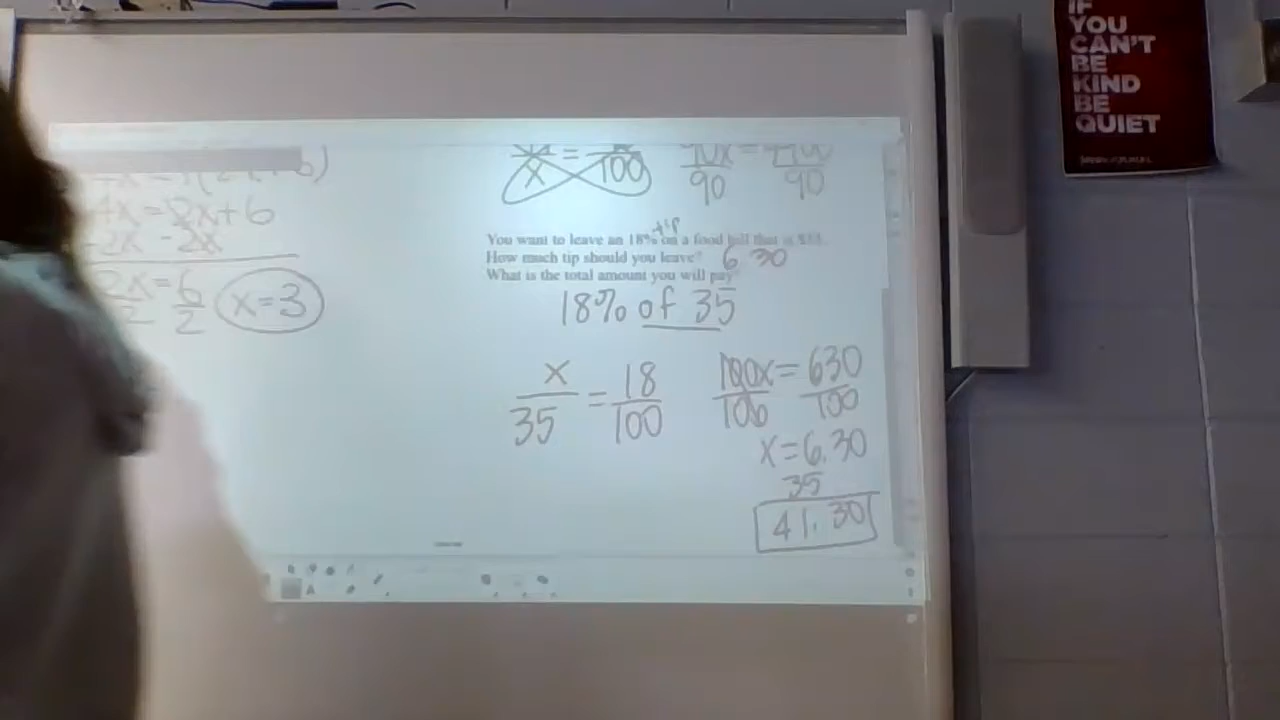 4x=2x+6
-2x -2x
2x=6
2 2
x=3
x = 100
90 90
You want to leave an 18% tip on a food bill that is
How much tip should you leave? 6.30
What is the total amount you will pay
18% of 35
x/35 = 18/100
100x=630
100 100
x=6.30
35
41.30
IF
YOU
CAN'T
BE
KIND
BE
QUIET